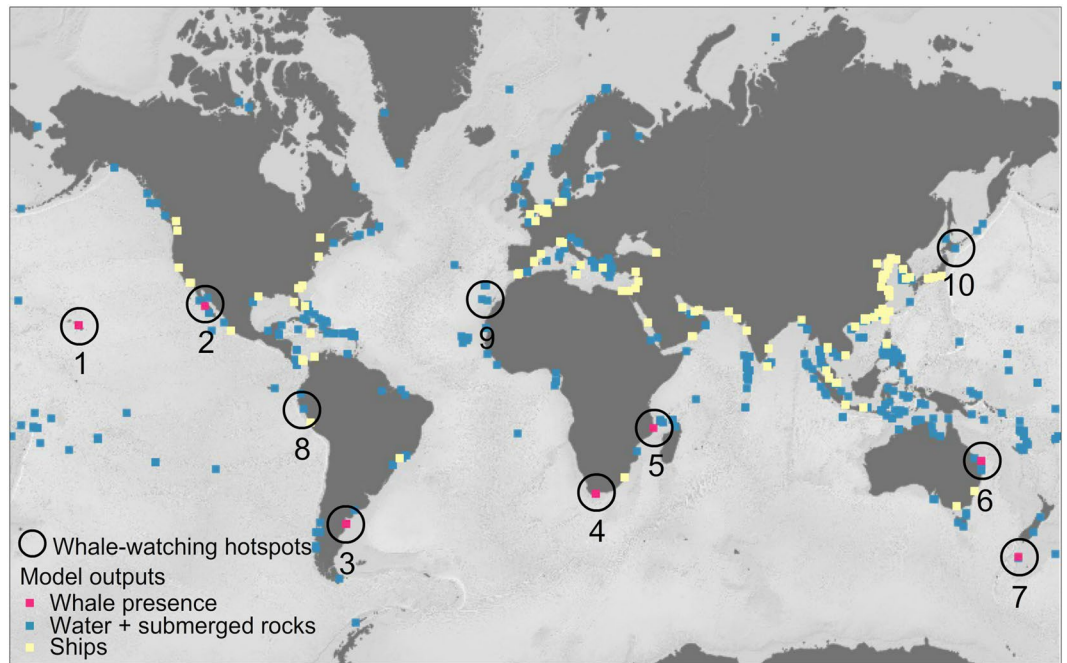 10
1
2
9
8
5
6
4
3
7
Whale-watching hotspots
Model outputs
Whale presence
Water + submerged rocks
Ships